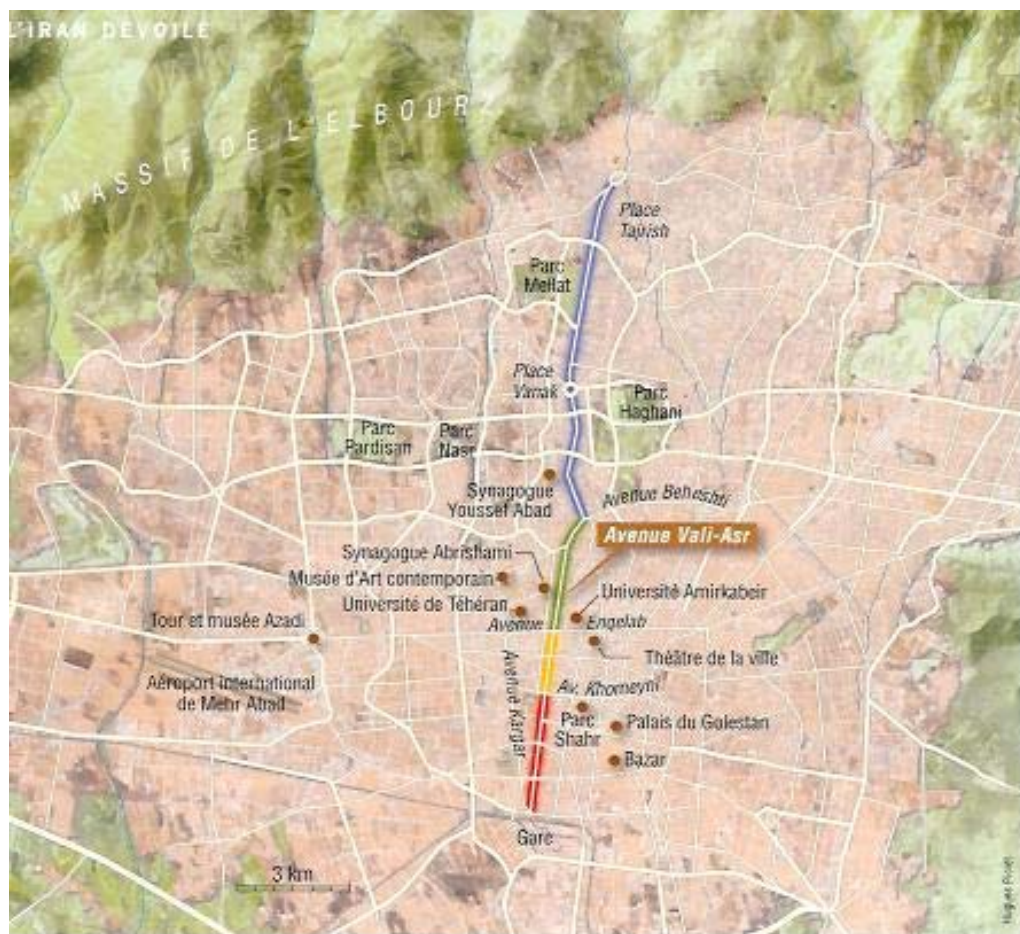 L'IRAN DÉVOILÉ
MASSIF DE L'ELBOURZ
Place
Tajrish
Parc
Mellat
Place
Vanak
Parc
Haghani
Parc
Pardisan
Parc
Nasr
Synagogue
Youssef Abad
Avenue Beheshti
Avenue Vali-Asr
Synagogue Abrishami
Musée d'Art contemporain
Université Amirkabeir
Université de Téhéran
Avenue Enqelab
Tour et musée Azadi
Théâtre de la ville
Aéroport international
de Mehr Abad
Avenue Kargar
Av. Khomeyni
Parc
Shahr
Palais du Golestan
Bazar
Gare
3 km